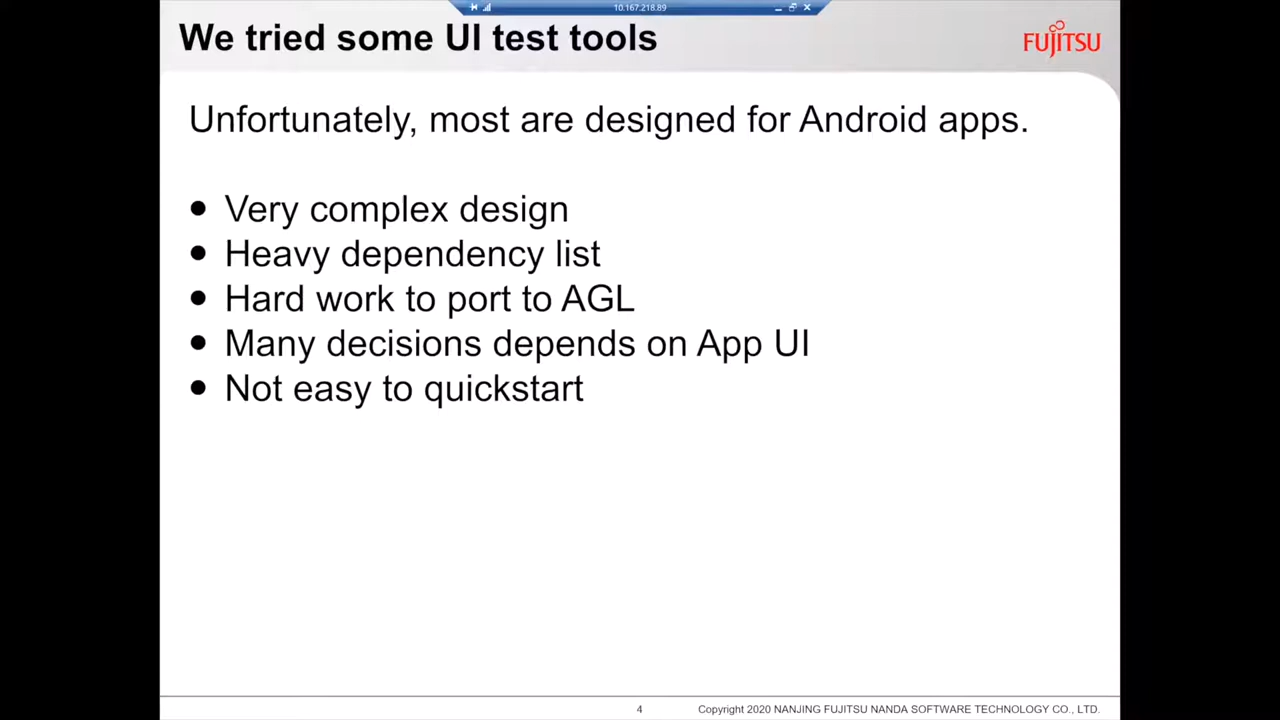 10.167.218.89
We tried some UI test tools
FUJITSU
Unfortunately, most are designed for Android apps.
● Very complex design
● Heavy dependency list
● Hard work to port to AGL
● Many decisions depends on App UI
● Not easy to quickstart
4
Copyright 2020 NANJING FUJITSU NANDA SOFTWARE TECHNOLOGY CO., LTD.